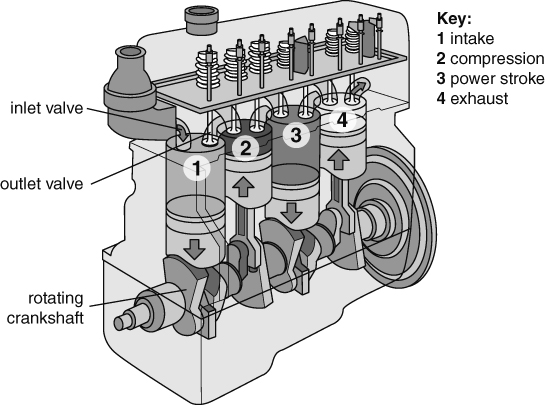 Key:
1 intake
2 compression
3 power stroke
4 exhaust
inlet valve
outlet valve
rotating
crankshaft
1
2
3
4